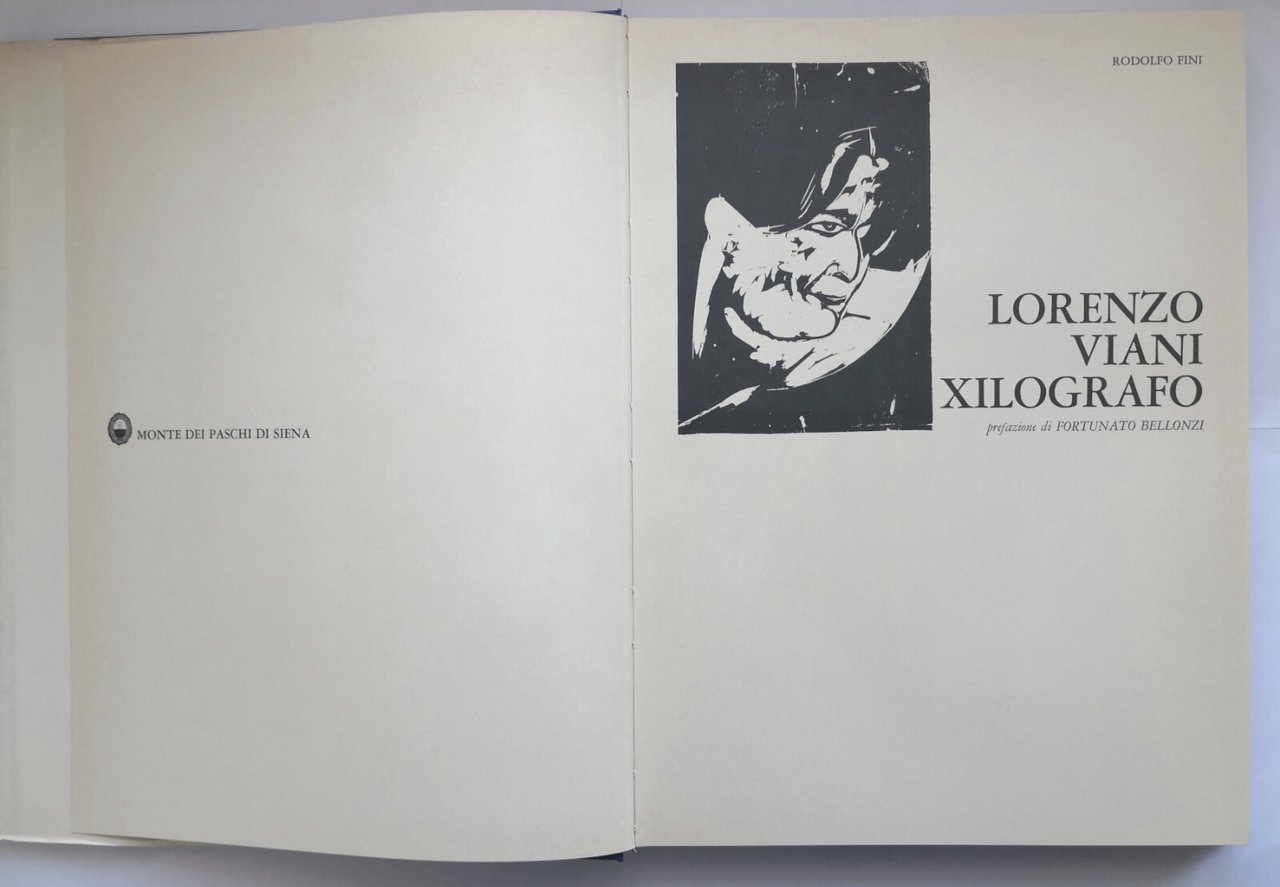 MONTE DEI PASCHI DI SIENA
RODOLFO FINI
LORENZO
VIANI
XILOGRAFO
prefazione di FORTUNATO BELLONZI